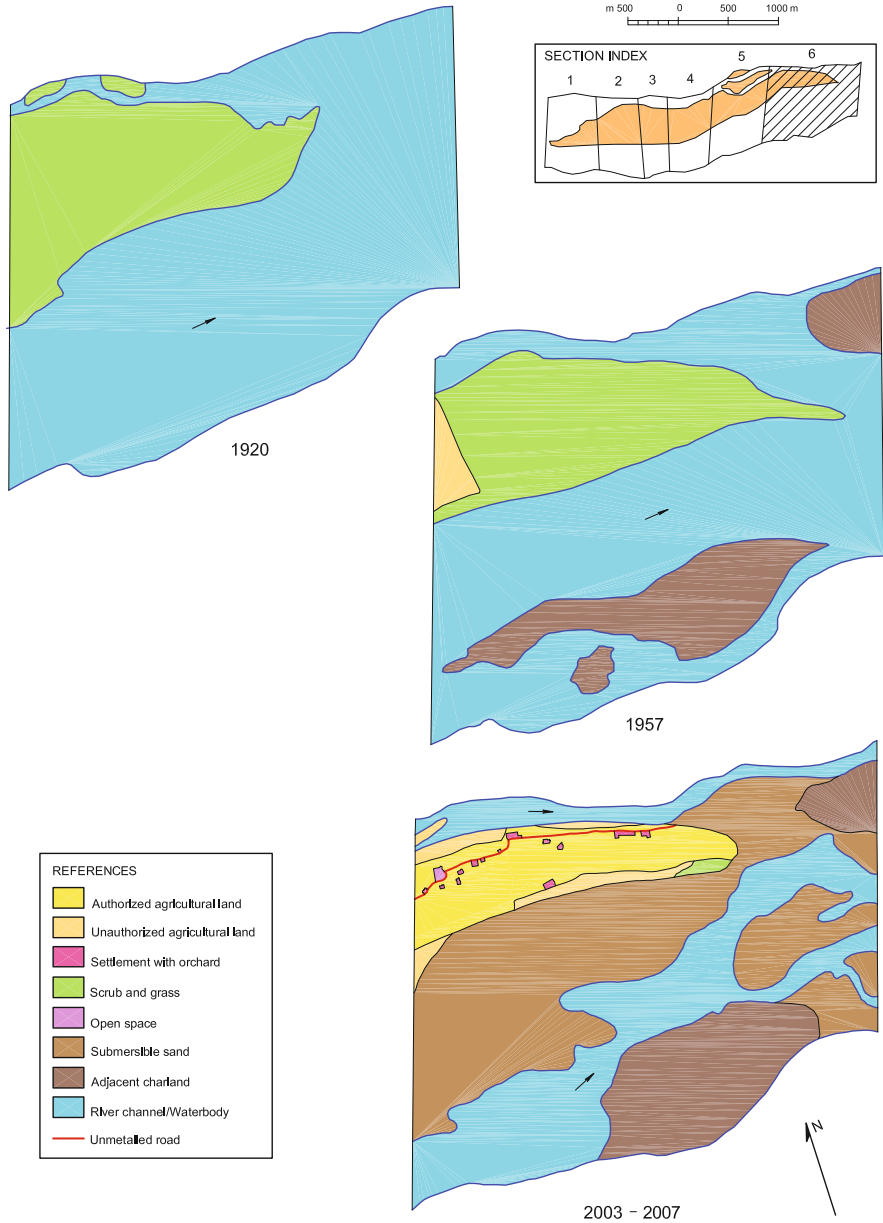 m 500 0 500 1000 m
SECTION INDEX
1 2 3 4 5 6
1920
1957
REFERENCES
Authorized agricultural land
Unauthorized agricultural land
Settlement with orchard
Scrub and grass
Open space
Submersible sand
Adjacent charland
River channel/Waterbody
Unmetalled road
N
2003 – 2007